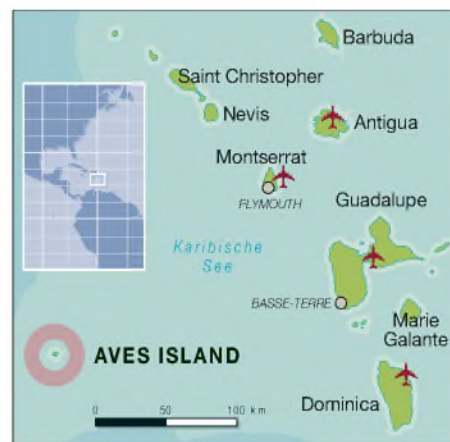 Barbuda
Saint Christopher
Nevis
Antigua
Montserrat
PLYMOUTH
Guadalupe
Karibische
See
BASSE-TERRE
Marie
Galante
AVES ISLAND
Dominica
0 50 100 km